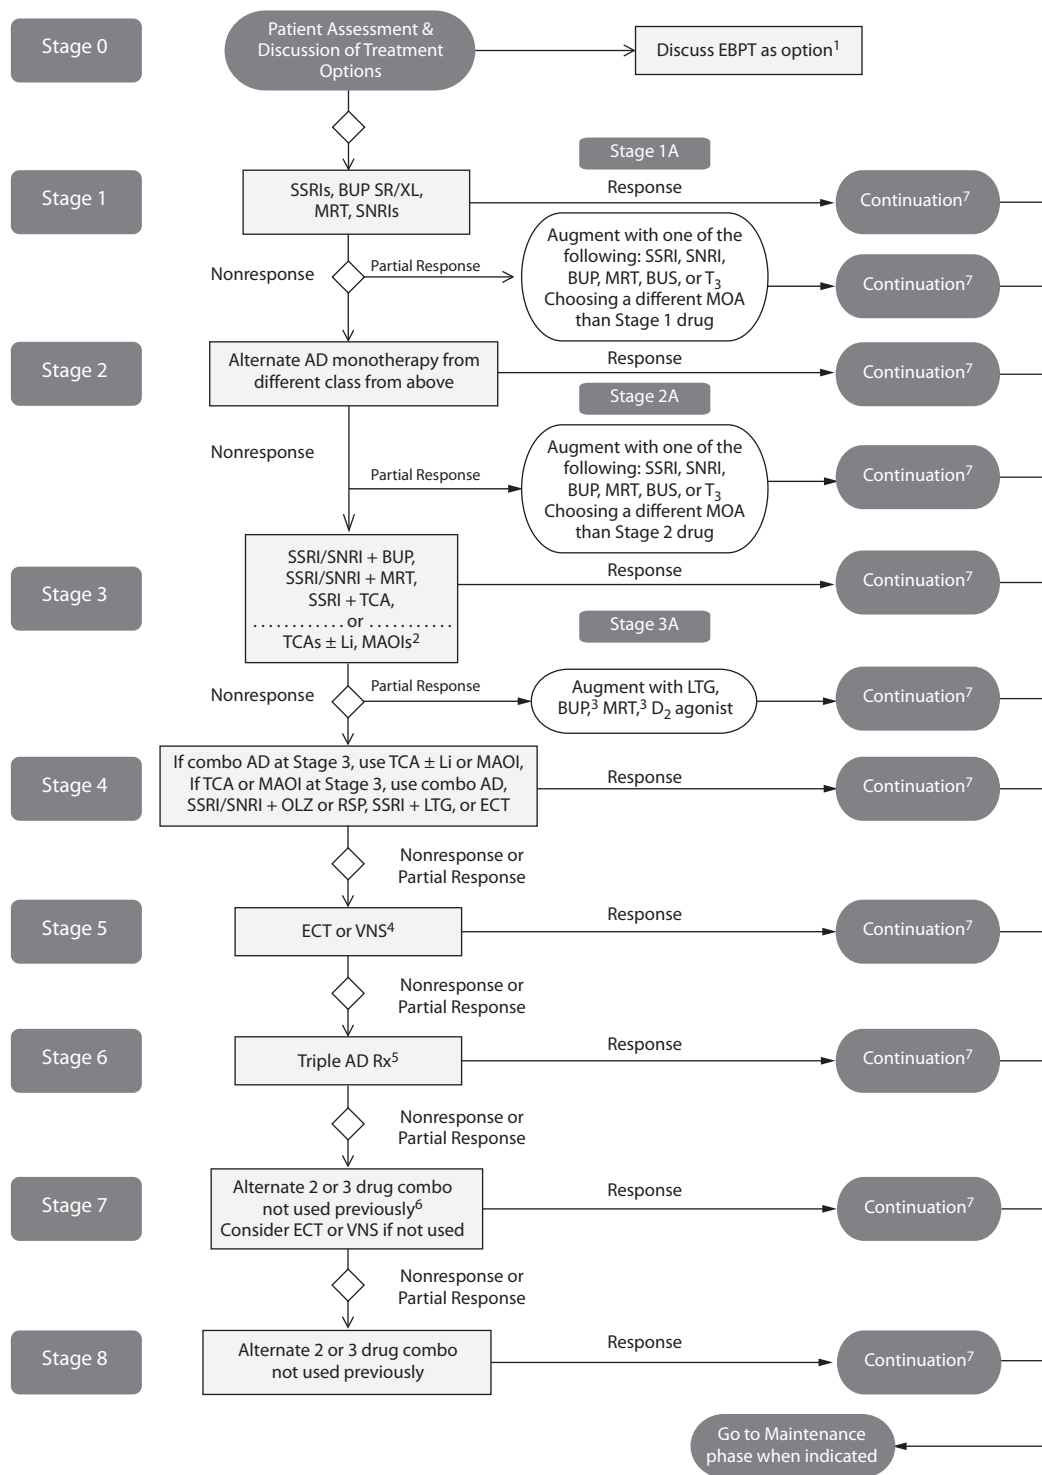 Stage 0
Patient Assessment &
Discussion of Treatment
Options
Discuss EBPT as option¹
Stage 1A
Stage 1
SSRIs, BUP SR/XL,
MRT, SNRIs
Response
Continuation⁷
Nonresponse
Partial Response
Augment with one of the
following: SSRI, SNRI,
BUP, MRT, BUS, or T₃
Choosing a different MOA
than Stage 1 drug
Continuation⁷
Stage 2
Alternate AD monotherapy from
different class from above
Response
Continuation⁷
Stage 2A
Nonresponse
Partial Response
Augment with one of the
following: SSRI, SNRI,
BUP, MRT, BUS, or T₃
Choosing a different MOA
than Stage 2 drug
Continuation⁷
Stage 3
SSRI/SNRI + BUP,
SSRI/SNRI + MRT,
SSRI + TCA,
. . . . . . . . . . . . or . . . . . . . . . . .
TCAs ± Li, MAOIs²
Response
Continuation⁷
Stage 3A
Nonresponse
Partial Response
Augment with LTG,
BUP,³ MRT,³ D₂ agonist
Continuation⁷
Stage 4
If combo AD at Stage 3, use TCA ± Li or MAOI,
If TCA or MAOI at Stage 3, use combo AD,
SSRI/SNRI + OLZ or RSP, SSRI + LTG, or ECT
Response
Continuation⁷
Nonresponse or
Partial Response
Stage 5
ECT or VNS⁴
Response
Continuation⁷
Nonresponse or
Partial Response
Stage 6
Triple AD Rx⁵
Response
Continuation⁷
Nonresponse or
Partial Response
Stage 7
Alternate 2 or 3 drug combo
not used previously⁶
Consider ECT or VNS if not used
Response
Continuation⁷
Nonresponse or
Partial Response
Stage 8
Alternate 2 or 3 drug combo
not used previously
Response
Continuation⁷
Go to Maintenance
phase when indicated